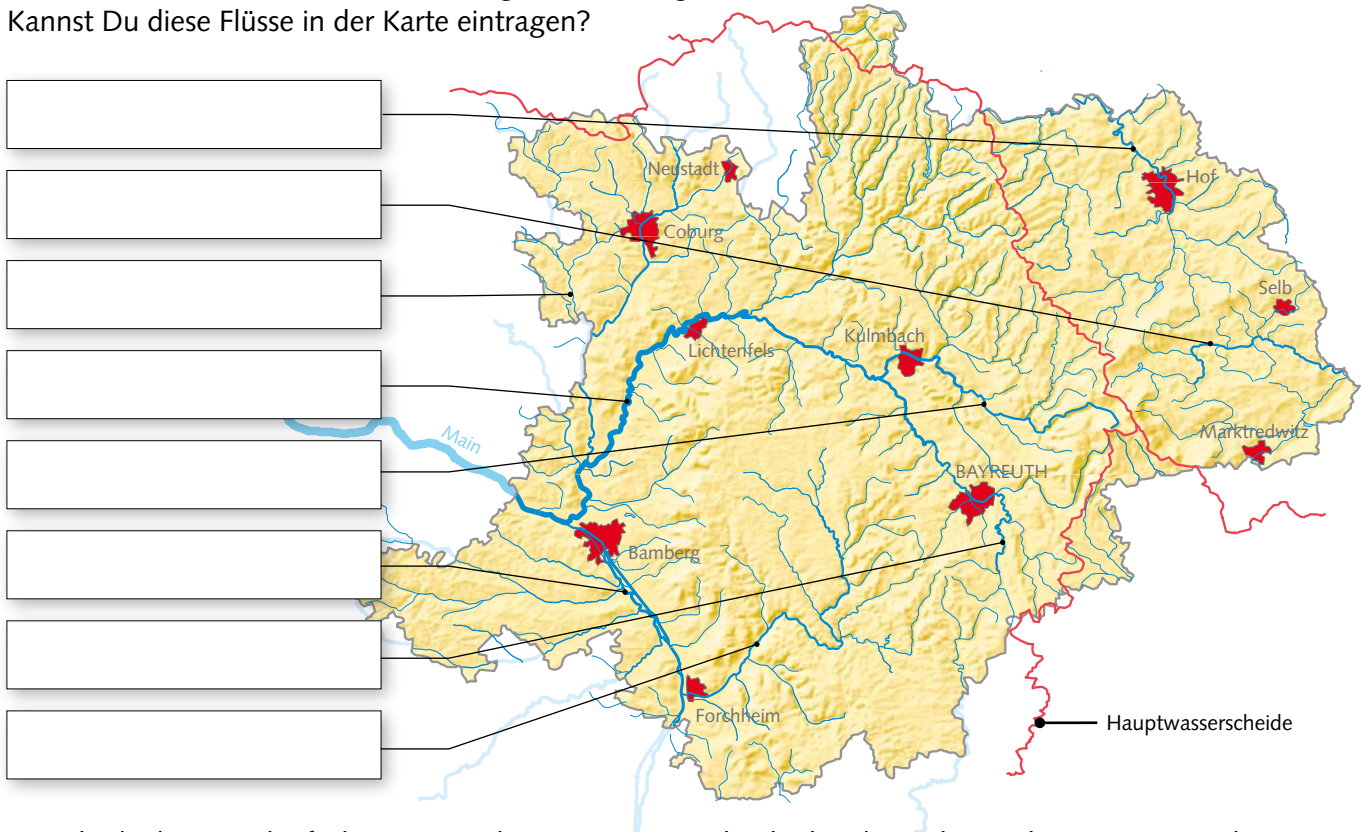 Kannst Du diese Flüsse in der Karte eintragen?
Neustadt
Hof
Coburg
Selb
Kulmbach
Lichtenfels
Main
Marktredwitz
BAYREUTH
Bamberg
Forchheim
Hauptwasserscheide